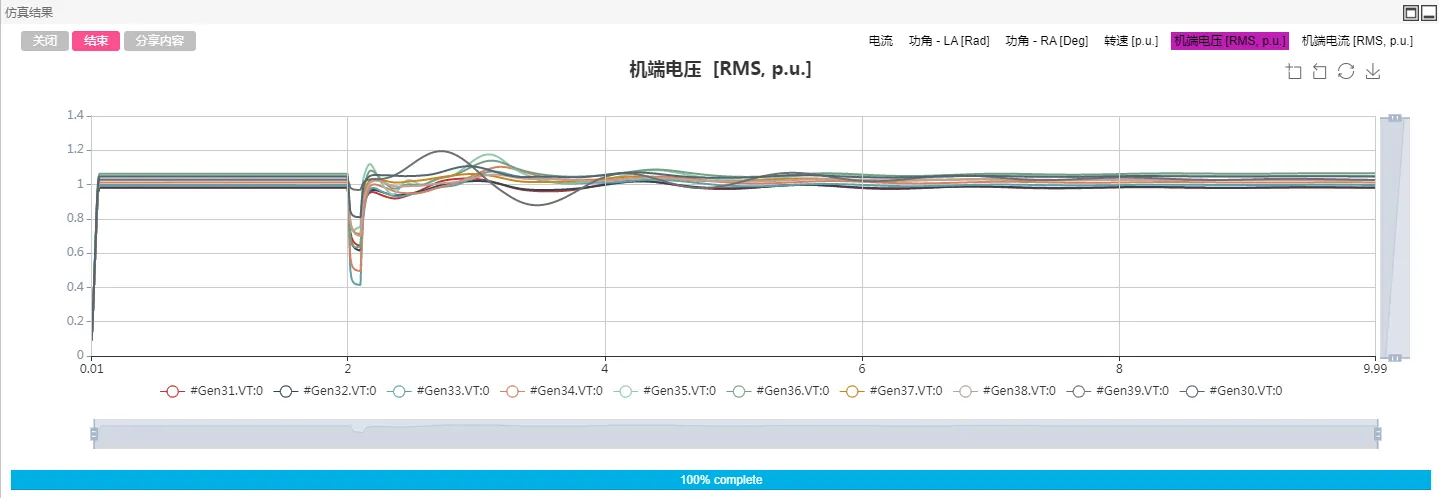 仿真结果
关闭 结束 分享内容 电流 功角 - LA [Rad] 功角 - RA [Deg] 转速 [p.u.] 机端电压 [RMS, p.u.] 机端电流 [RMS, p.u.]
机端电压 [RMS, p.u.]
1.4
1.2
1
0.8
0.6
0.4
0.2
0
0.01 2 4 6 8 9.99
#Gen31.VT:0 #Gen32.VT:0 #Gen33.VT:0 #Gen34.VT:0 #Gen35.VT:0 #Gen36.VT:0 #Gen37.VT:0 #Gen38.VT:0 #Gen39.VT:0 #Gen30.VT:0
100% complete